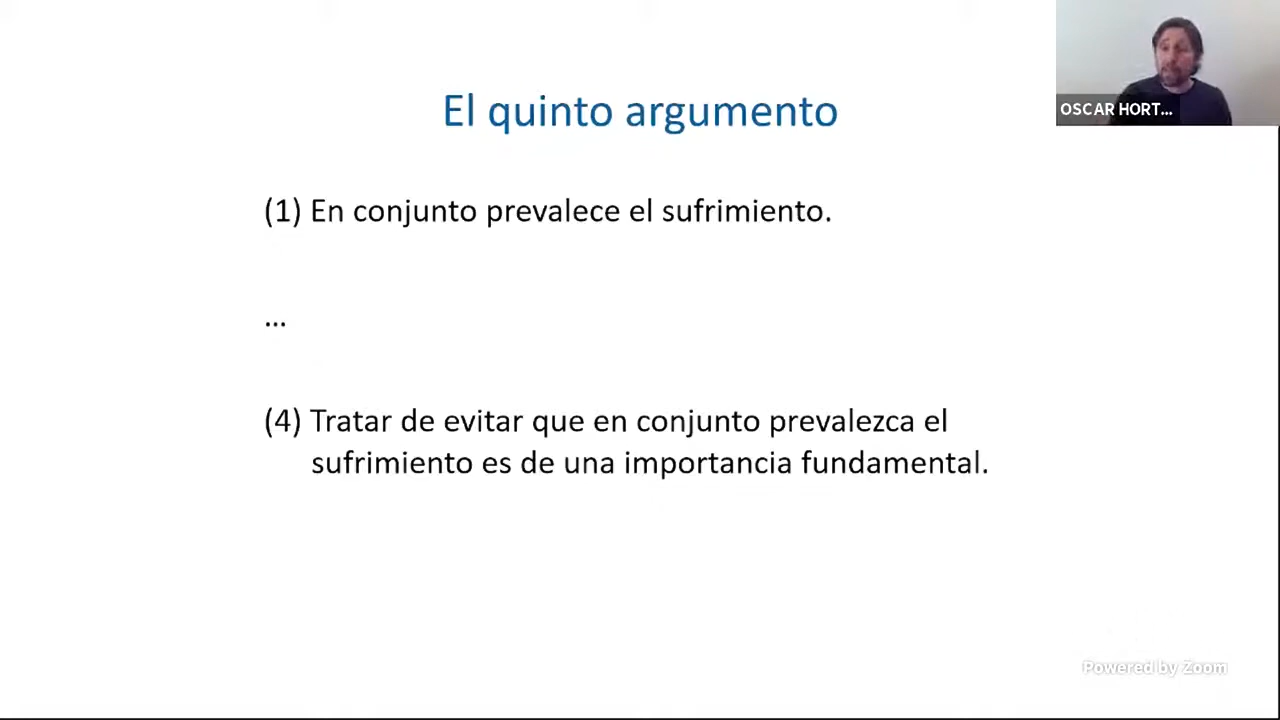 El quinto argumento
OSCAR HORT...
(1) En conjunto prevalece el sufrimiento.
...
(4) Tratar de evitar que en conjunto prevalezca el
sufrimiento es de una importancia fundamental.
Powered by Zoom